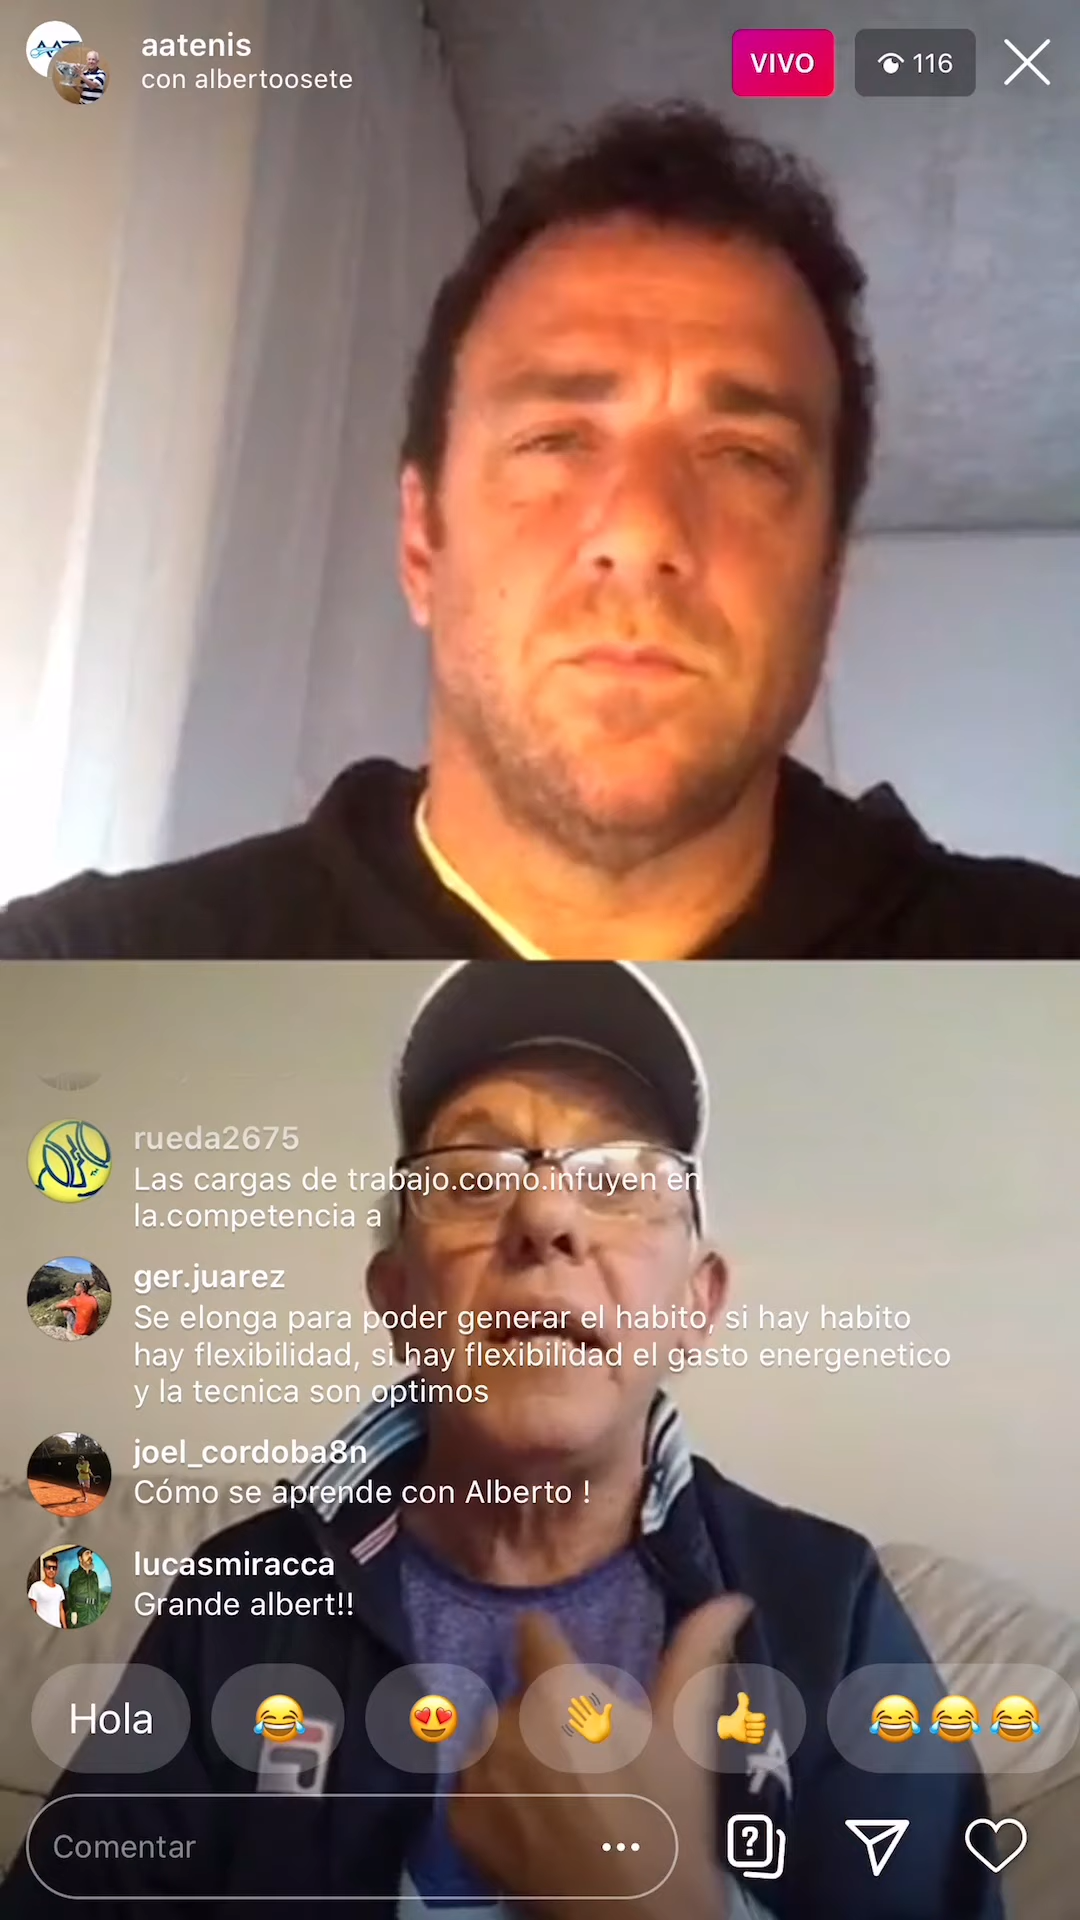 aatenis
con albertoosete
VIVO
116
rueda2675
Las cargas de trabajo.como.infuyen en
la.competencia a
ger.juarez
Se elonga para poder generar el habito, si hay habito
hay flexibilidad, si hay flexibilidad el gasto energenetico
y la tecnica son optimos
joel_cordoba8n
Cómo se aprende con Alberto !
lucasmiracca
Grande albert!!
Hola
Comentar